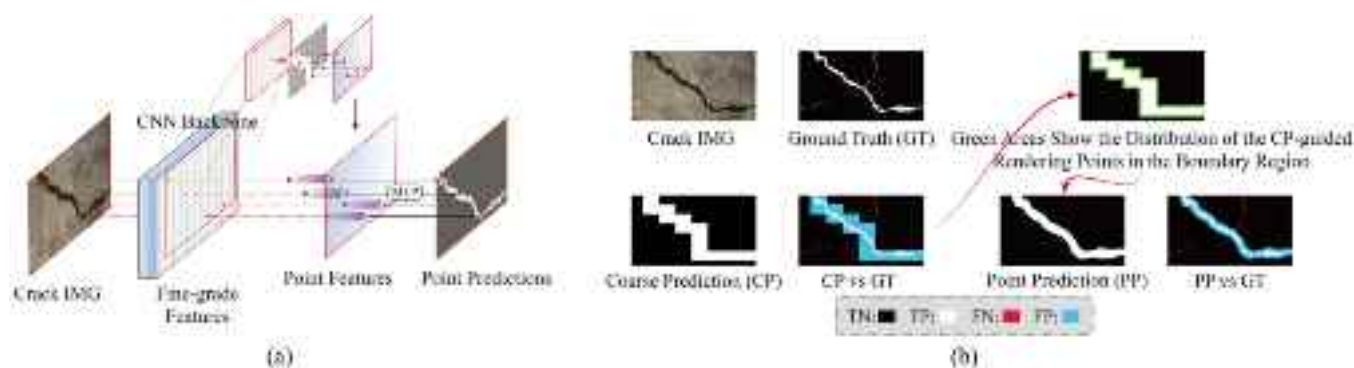 CNN Backbone
Crack IMG
Fine-grade
Features
Point Features
[MLP]
Point Predictions
(a)
Crack IMG
Ground Truth (GT)
Green Areas Show the Distribution of the CP-guided
Rendering Points in the Boundary Region
Coarse Prediction (CP)
CP vs GT
Point Prediction (PP)
PP vs GT
TN: TP: FN: FP:
(b)